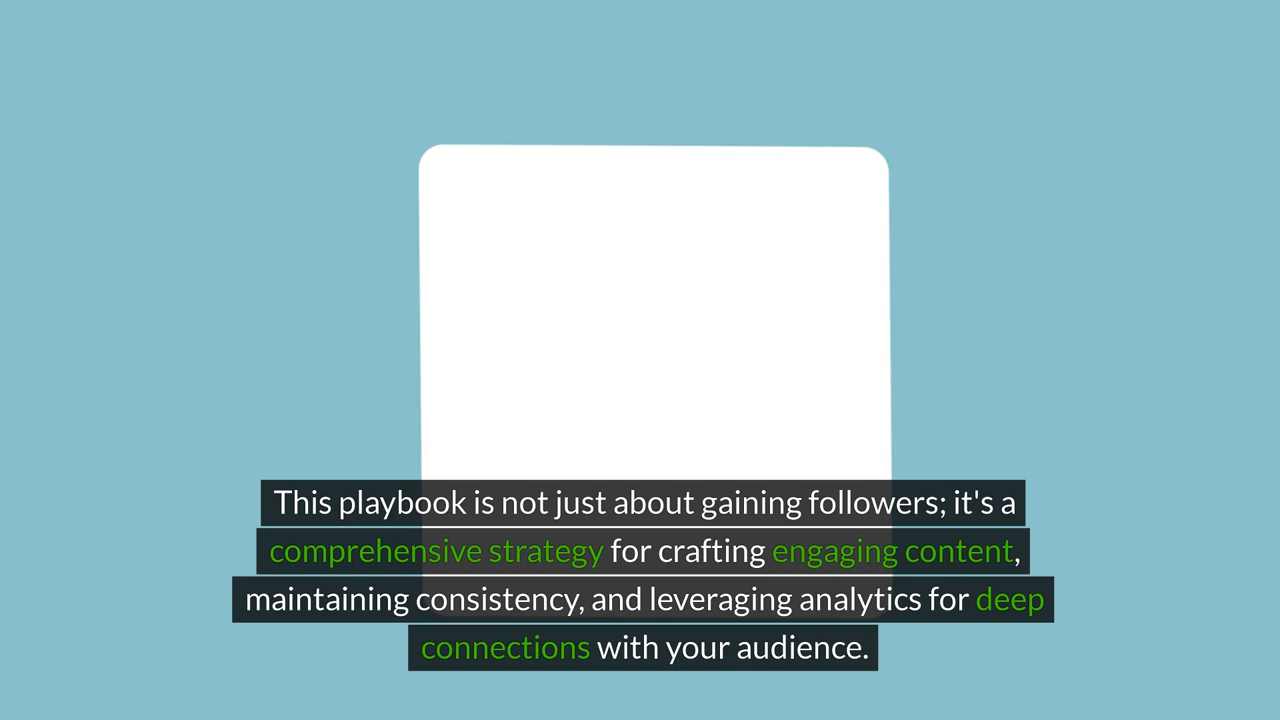 This playbook is not just about gaining followers; it's a
comprehensive strategy for crafting engaging content,
maintaining consistency, and leveraging analytics for deep
connections with your audience.